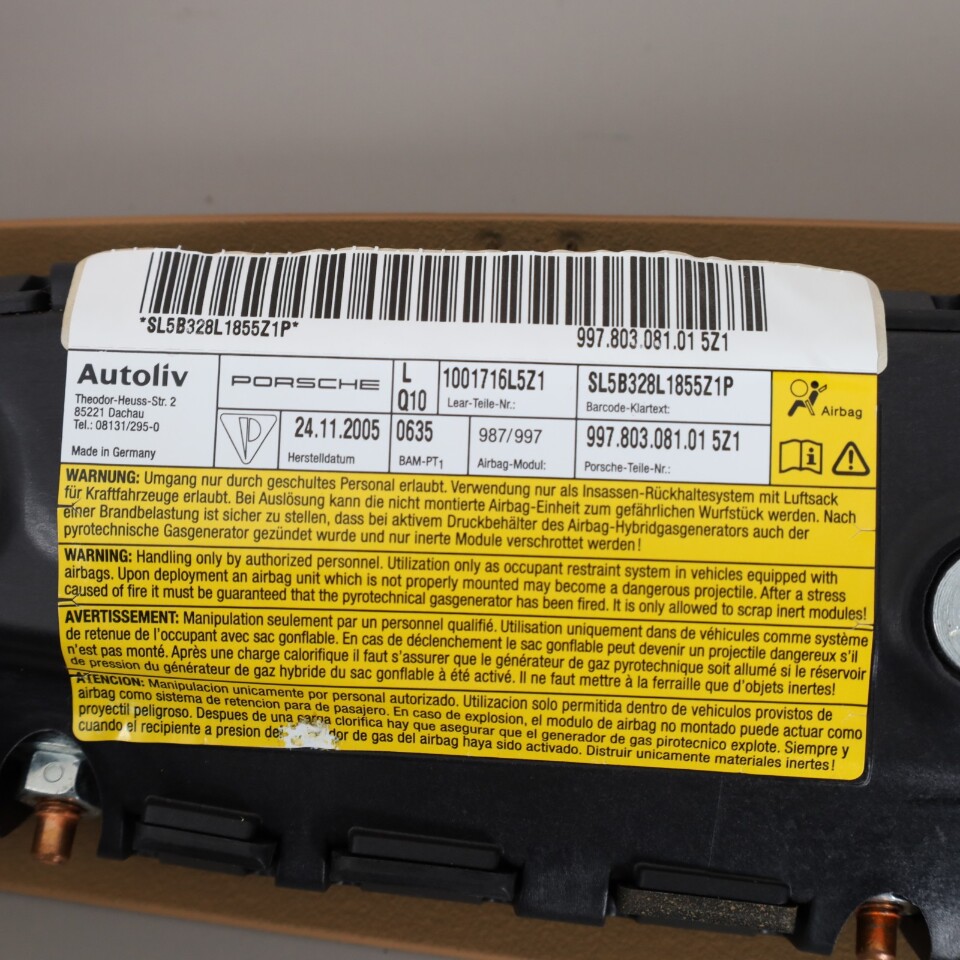 *SL5B328L1855Z1P*
997.803.081.01 5Z1
Autoliv
Theodor-Heuss-Str. 2
85221 Dachau
Tel.: 08131/295-0
Made in Germany
PORSCHE
L
Q10
1001716L5Z1
Lear-Teile-Nr.:
SL5B328L1855Z1P
Barcode-Klartext:
Airbag
24.11.2005
Herstelldatum
0635
BAM-PT1
987/997
Airbag-Modul:
997.803.081.01 5Z1
Porsche-Teile-Nr.:
WARNUNG: Umgang nur durch geschultes Personal erlaubt. Verwendung nur als Insassen-Rückhaltesystem mit Luftsack
für Kraftfahrzeuge erlaubt. Bei Auslösung kann die nicht montierte Airbag-Einheit zum gefährlichen Wurfstück werden. Nach
einer Brandbelastung ist sicher zu stellen, dass bei aktivem Druckbehälter des Airbag-Hybridgasgenerators auch der
pyrotechnische Gasgenerator gezündet wurde und nur inerte Module verschrottet werden!
WARNING: Handling only by authorized personnel. Utilization only as occupant restraint system in vehicles equipped with
airbags. Upon deployment an airbag unit which is not properly mounted may become a dangerous projectile. After a stress
caused of fire it must be guaranteed that the pyrotechnical gasgenerator has been fired. It is only allowed to scrap inert modules!
AVERTISSEMENT: Manipulation seulement par un personnel qualifié. Utilisation uniquement dans de véhicules comme système
de retenue de l'occupant avec sac gonflable. En cas de déclenchement le sac gonflable peut devenir un projectile dangereux s'il
n'est pas monté. Après une charge calorifique il faut s'assurer que le générateur de gaz pyrotechnique soit allumé si le réservoir
de pression du générateur de gaz hybride du sac gonflable à été activé. Il ne faut mettre à la ferraille que d'objets inertes!
ATENCION: Manipulacion unicamente por personal autorizado. Utilizacion solo permitida dentro de vehiculos provistos de
airbag como sistema de retencion para de pasajero. En caso de explosion, el modulo de airbag no montado puede actuar como
proyectil peligroso. Despues de una carga clorifica hay que asegurar que el generador de gas pirotecnico explote. Siempre y
cuando el recipiente a presion de gas del airbag haya sido activado. Distruir unicamente materiales inertes!